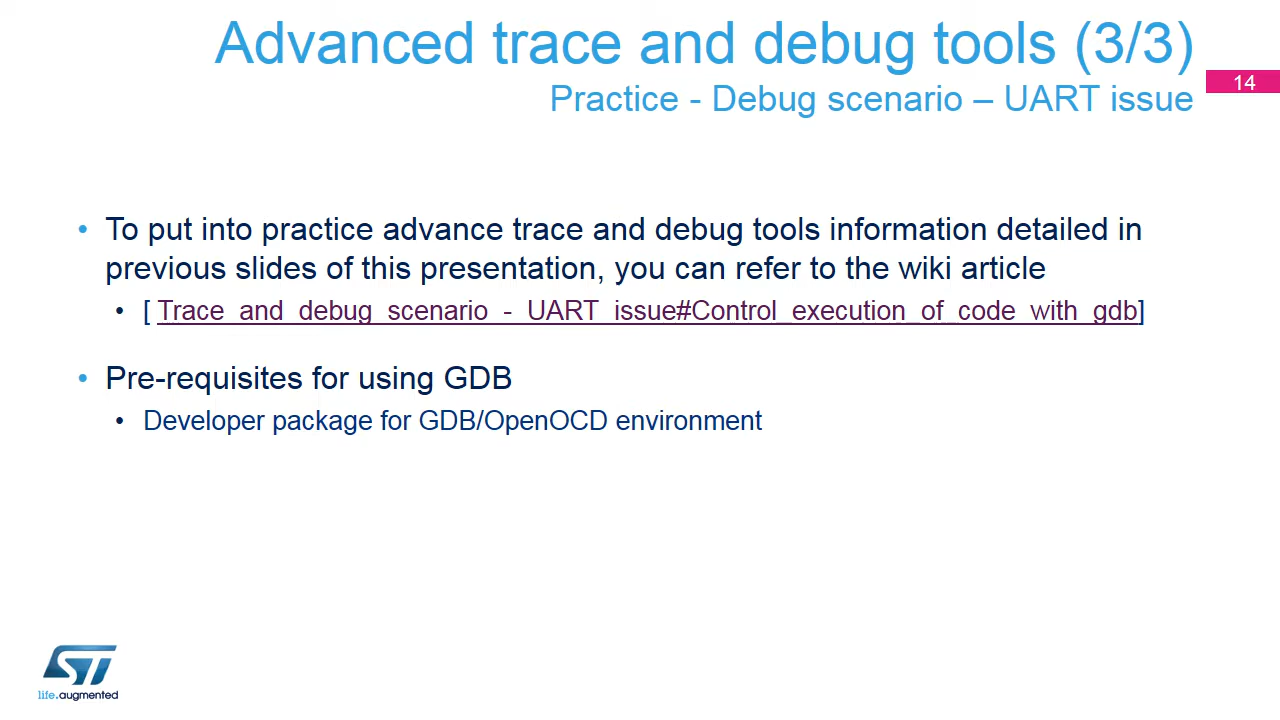 Advanced trace and debug tools (3/3)
Practice - Debug scenario – UART issue
14
• To put into practice advance trace and debug tools information detailed in
previous slides of this presentation, you can refer to the wiki article
• [ Trace_and_debug_scenario_-_UART_issue#Control_execution_of_code_with_gdb]
• Pre-requisites for using GDB
• Developer package for GDB/OpenOCD environment
ST
life.augmented